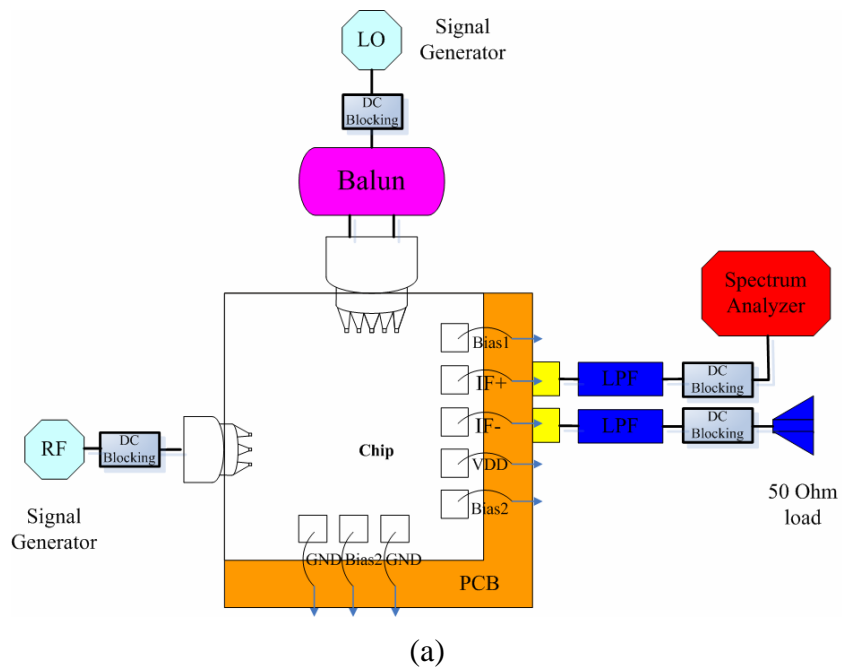 LO
Signal
Generator
DC
Blocking
Balun
Spectrum
Analyzer
Bias1
IF+
LPF
DC
Blocking
IF-
LPF
DC
Blocking
RF
DC
Blocking
Chip
VDD
Bias2
50 Ohm
load
Signal
Generator
GND Bias2 GND
PCB
(a)